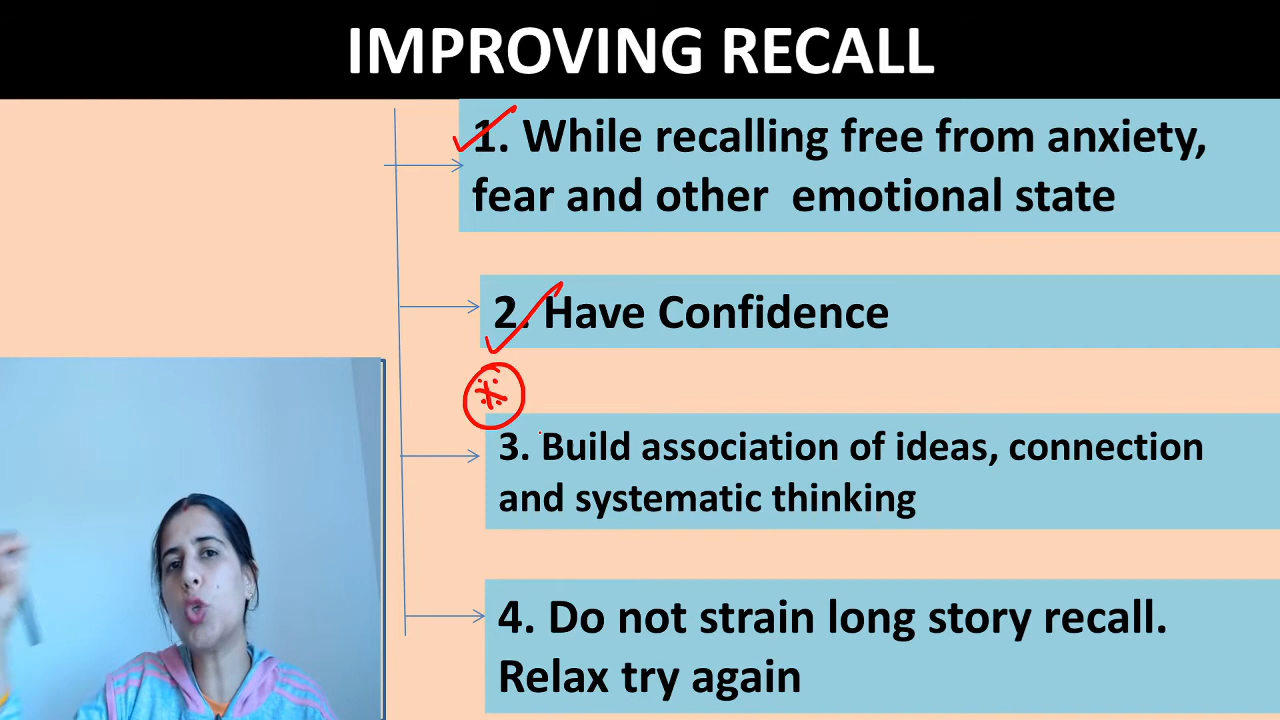 IMPROVING RECALL
1. While recalling free from anxiety,
fear and other emotional state
2. Have Confidence
3. Build association of ideas, connection
and systematic thinking
4. Do not strain long story recall.
Relax try again